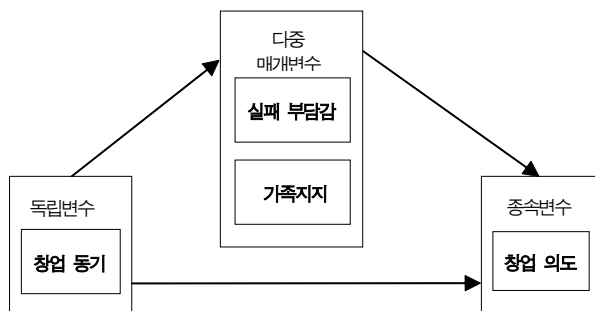 다중
매개변수
실패 부담감
가족지지
독립변수
창업 동기
종속변수
창업 의도